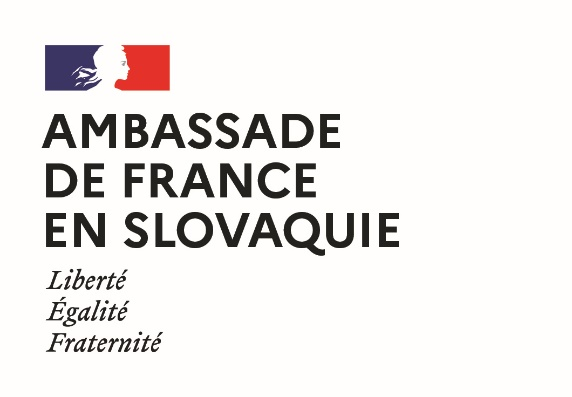 AMBASSADE
DE FRANCE
EN SLOVAQUIE
Liberté
Égalité
Fraternité